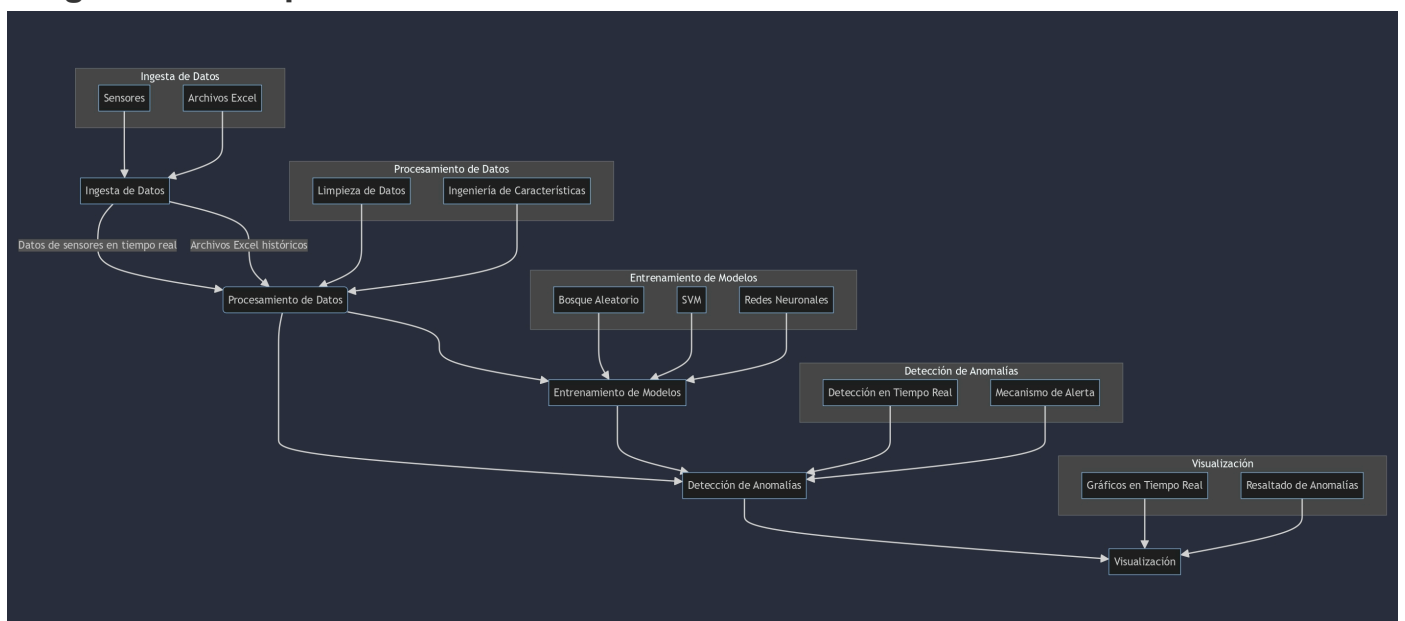 Ingesta de Datos
Sensores
Archivos Excel
Procesamiento de Datos
Ingesta de Datos
Limpieza de Datos
Ingeniería de Características
Datos de sensores en tiempo real
Archivos Excel históricos
Entrenamiento de Modelos
Procesamiento de Datos
Bosque Aleatorio
SVM
Redes Neuronales
Detección de Anomalías
Entrenamiento de Modelos
Detección en Tiempo Real
Mecanismo de Alerta
Visualización
Detección de Anomalías
Gráficos en Tiempo Real
Resaltado de Anomalías
Visualización